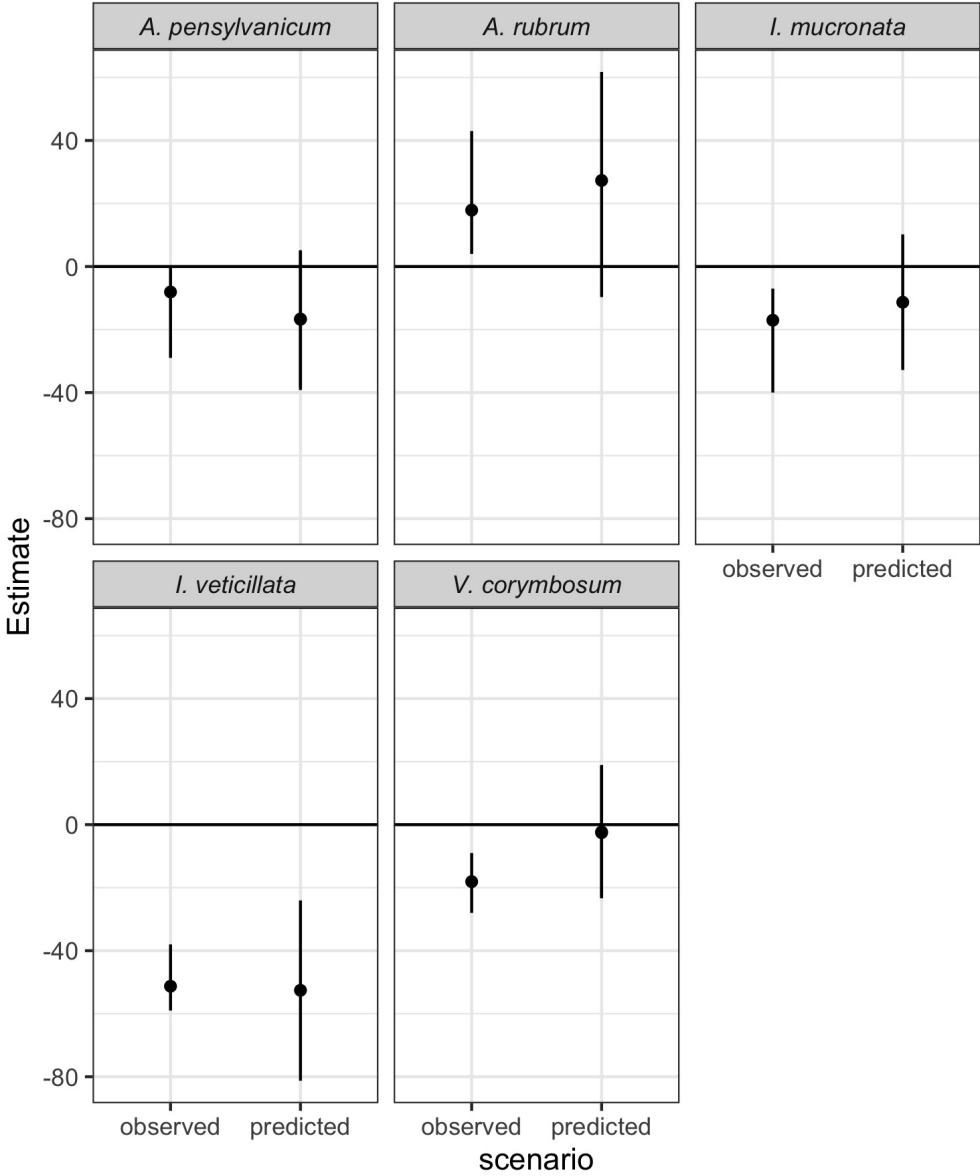 A. pensylvanicum
A. rubrum
I. mucronata
40
0
-40
-80
observed predicted
I. veticillata
V. corymbosum
40
0
-40
-80
observed predicted
observed predicted
Estimate
scenario